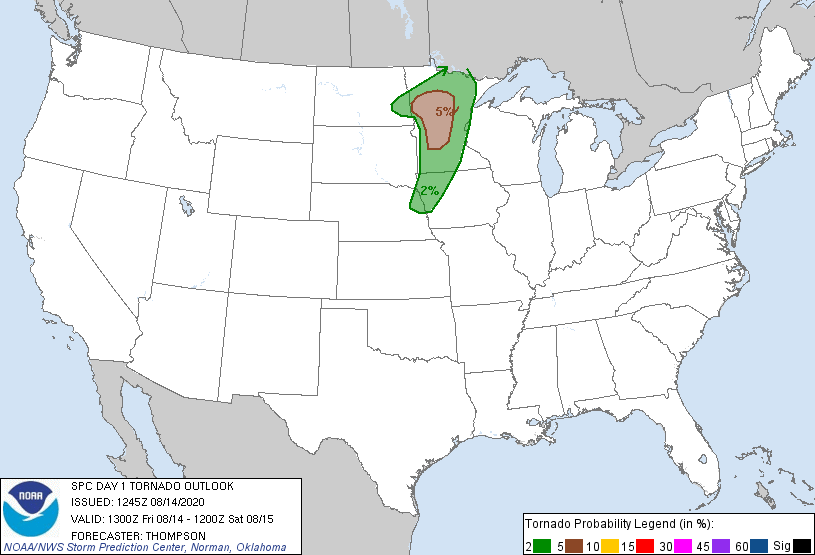 5%
2%
NOAA
SPC DAY 1 TORNADO OUTLOOK
ISSUED: 1245Z 08/14/2020
VALID: 1300Z Fri 08/14 - 1200Z Sat 08/15
FORECASTER: THOMPSON
NOAA/NWS Storm Prediction Center, Norman, Oklahoma
Tornado Probability Legend (in %):
2 5 10 15 30 45 60 Sig